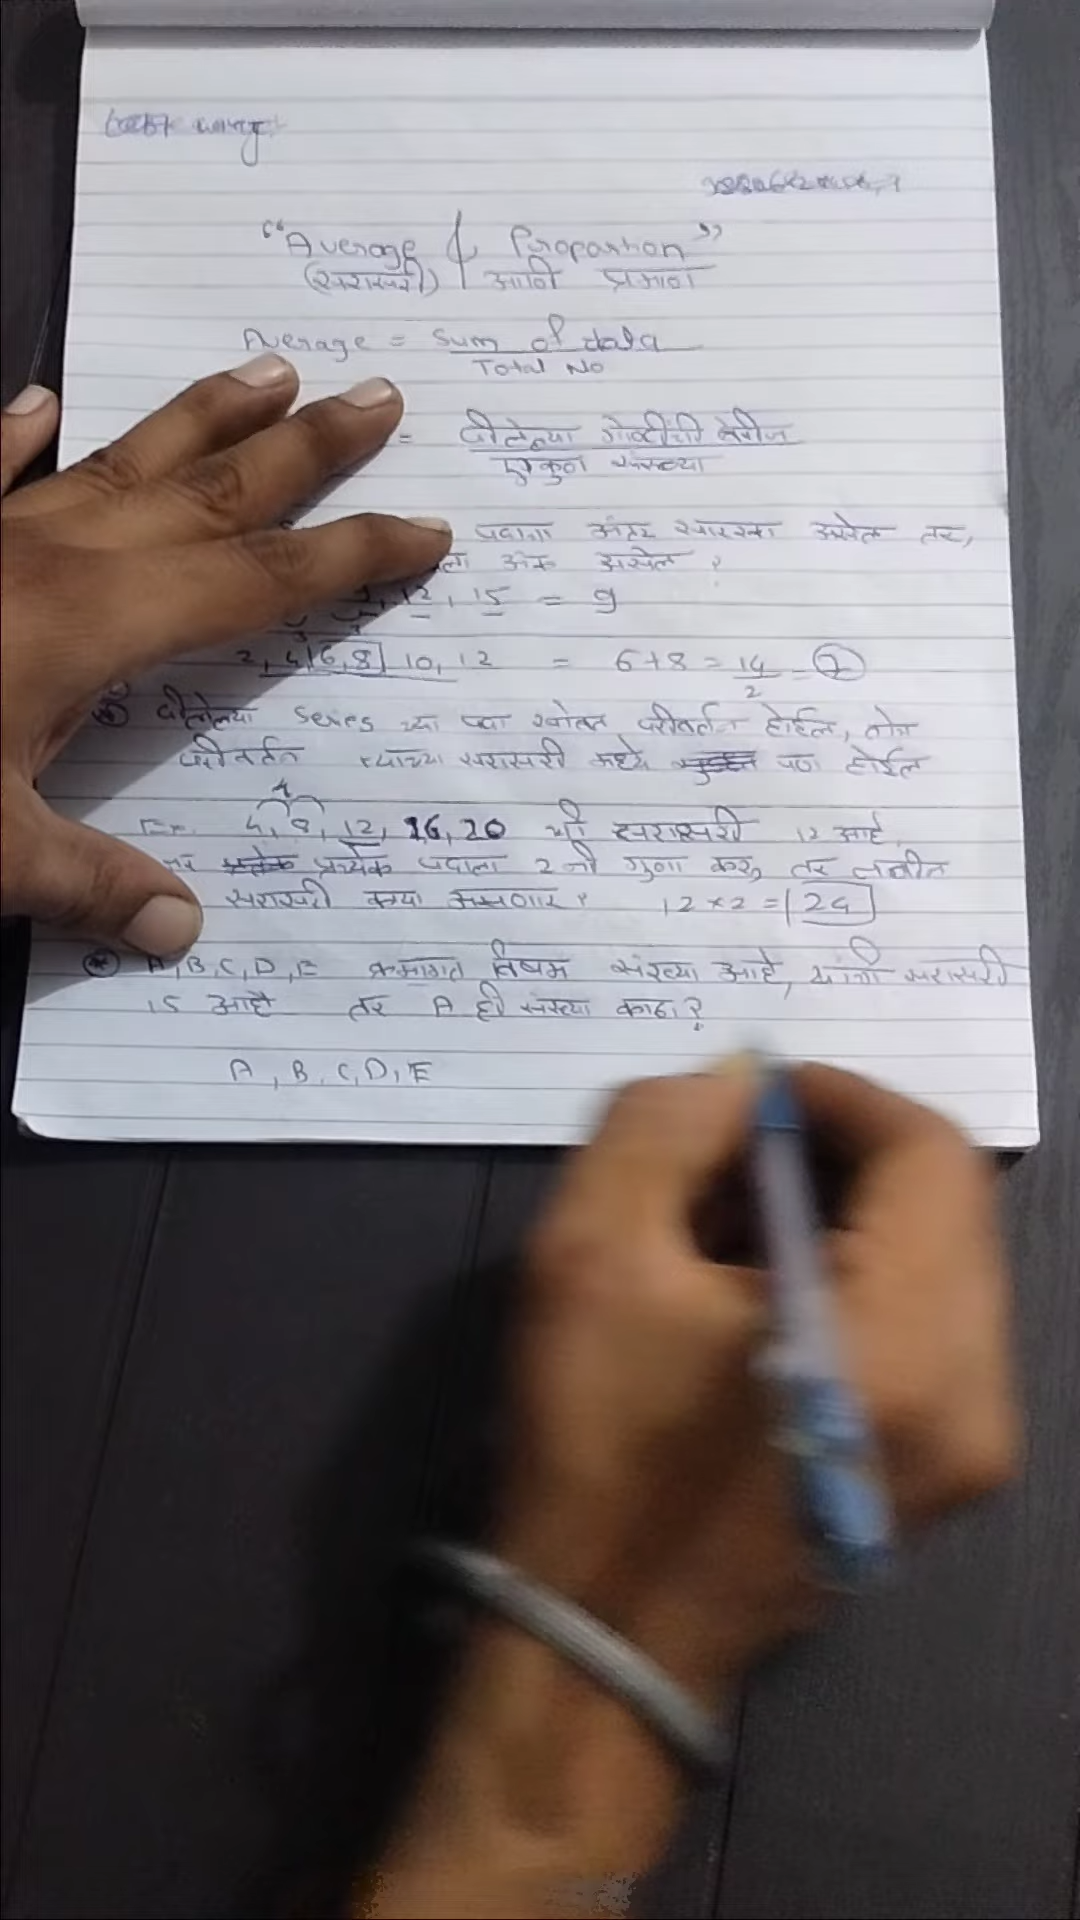 "Average & Proportion"
(सरासरी) आणि प्रमाण
Average = Sum of data
Total No
= दीलेल्या गोष्टींची बेरीज
एकुण संख्या
पदाला अंतर सारखा असेल तर,
अंक असेल ?
12, 15 = 9
2, 4, 6, 8, 10, 12 = 6+8 = 14 = 7
2
दीलेल्या Series च्या पदा सोबत परीवर्तन होईल, तोच
परीवर्तन त्याच्या सरासरी मध्ये पण होईल
4
Ex. 4, 8, 12, 16, 20 ची सरासरी 12 आहे,
तर प्रत्येक पदाला 2 नी गुणा करू, तर नवीन
सरासरी क्या असणार? 12 × 2 = 24
A, B, C, D, E क्रमागत विषम संख्या आहे, यांची सरासरी
15 आहे तर A ही संख्या काढा ?
A, B, C, D, E